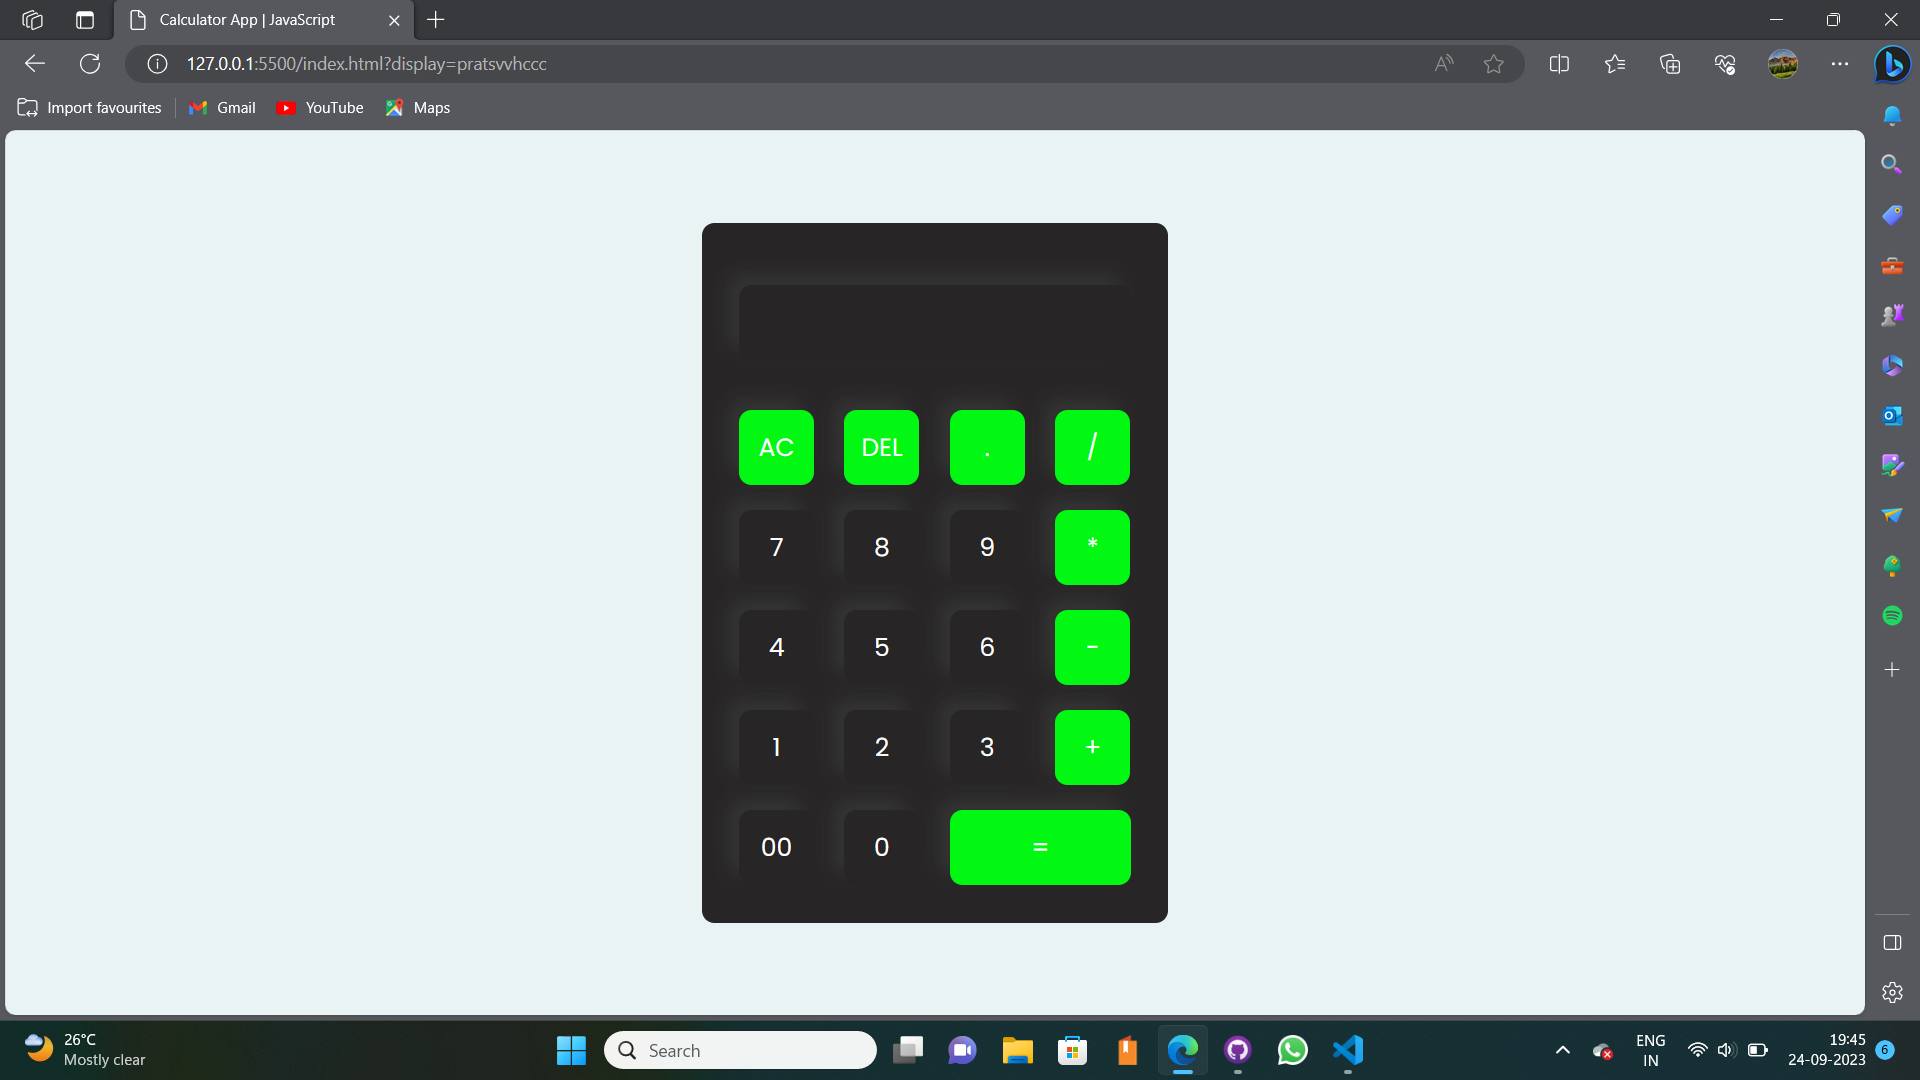 Calculator App | JavaScript
127.0.0.1:5500/index.html?display=pratsvvhccc
Import favourites Gmail YouTube Maps
AC DEL . /
7 8 9 *
4 5 6 -
1 2 3 +
00 0 =
26°C
Mostly clear
Search
ENG
IN
19:45
24-09-2023
6